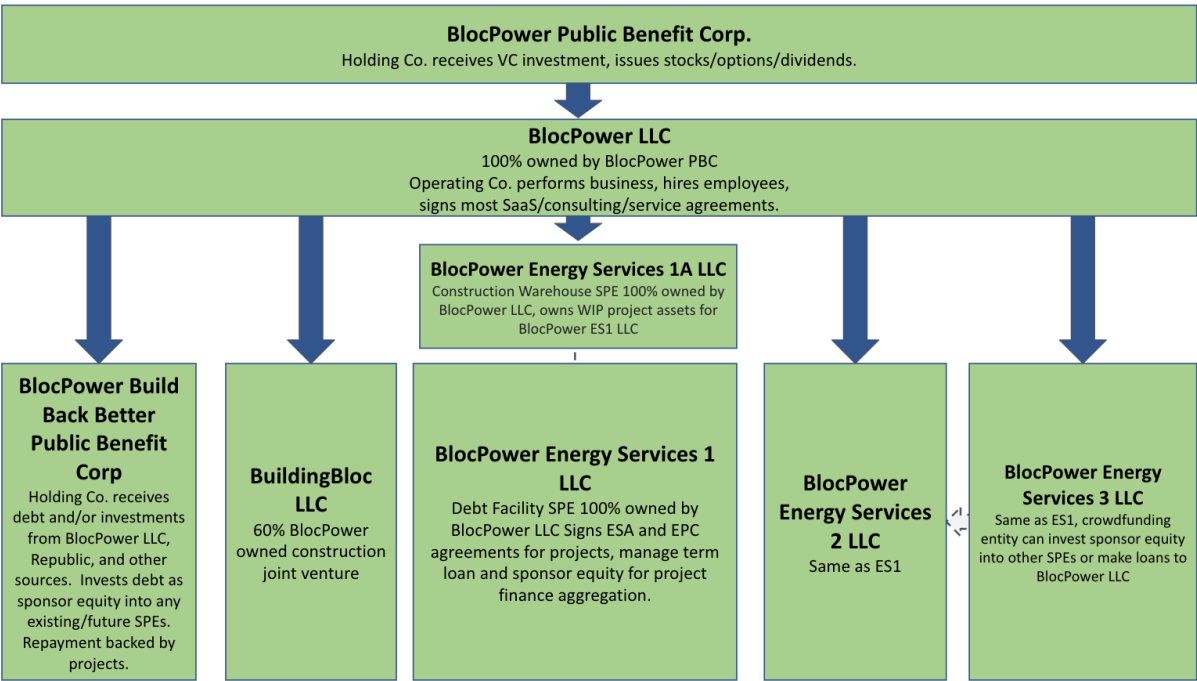 BlocPower Public Benefit Corp.
Holding Co. receives VC investment, issues stocks/options/dividends.
BlocPower LLC
100% owned by BlocPower PBC
Operating Co. performs business, hires employees,
signs most SaaS/consulting/service agreements.
BlocPower Energy Services 1A LLC
Construction Warehouse SPE 100% owned by
BlocPower LLC, owns WIP project assets for
BlocPower ES1 LLC
BlocPower Build
Back Better
Public Benefit
Corp
Holding Co. receives
debt and/or investments
from BlocPower LLC,
Republic, and other
sources. Invests debt as
sponsor equity into any
existing/future SPEs.
Repayment backed by
projects.
BuildingBloc
LLC
60% BlocPower
owned construction
joint venture
BlocPower Energy Services 1
LLC
Debt Facility SPE 100% owned by
BlocPower LLC Signs ESA and EPC
agreements for projects, manage term
loan and sponsor equity for project
finance aggregation.
BlocPower
Energy Services
2 LLC
Same as ES1
BlocPower Energy
Services 3 LLC
Same as ES1, crowdfunding
entity can invest sponsor equity
into other SPEs or make loans to
BlocPower LLC